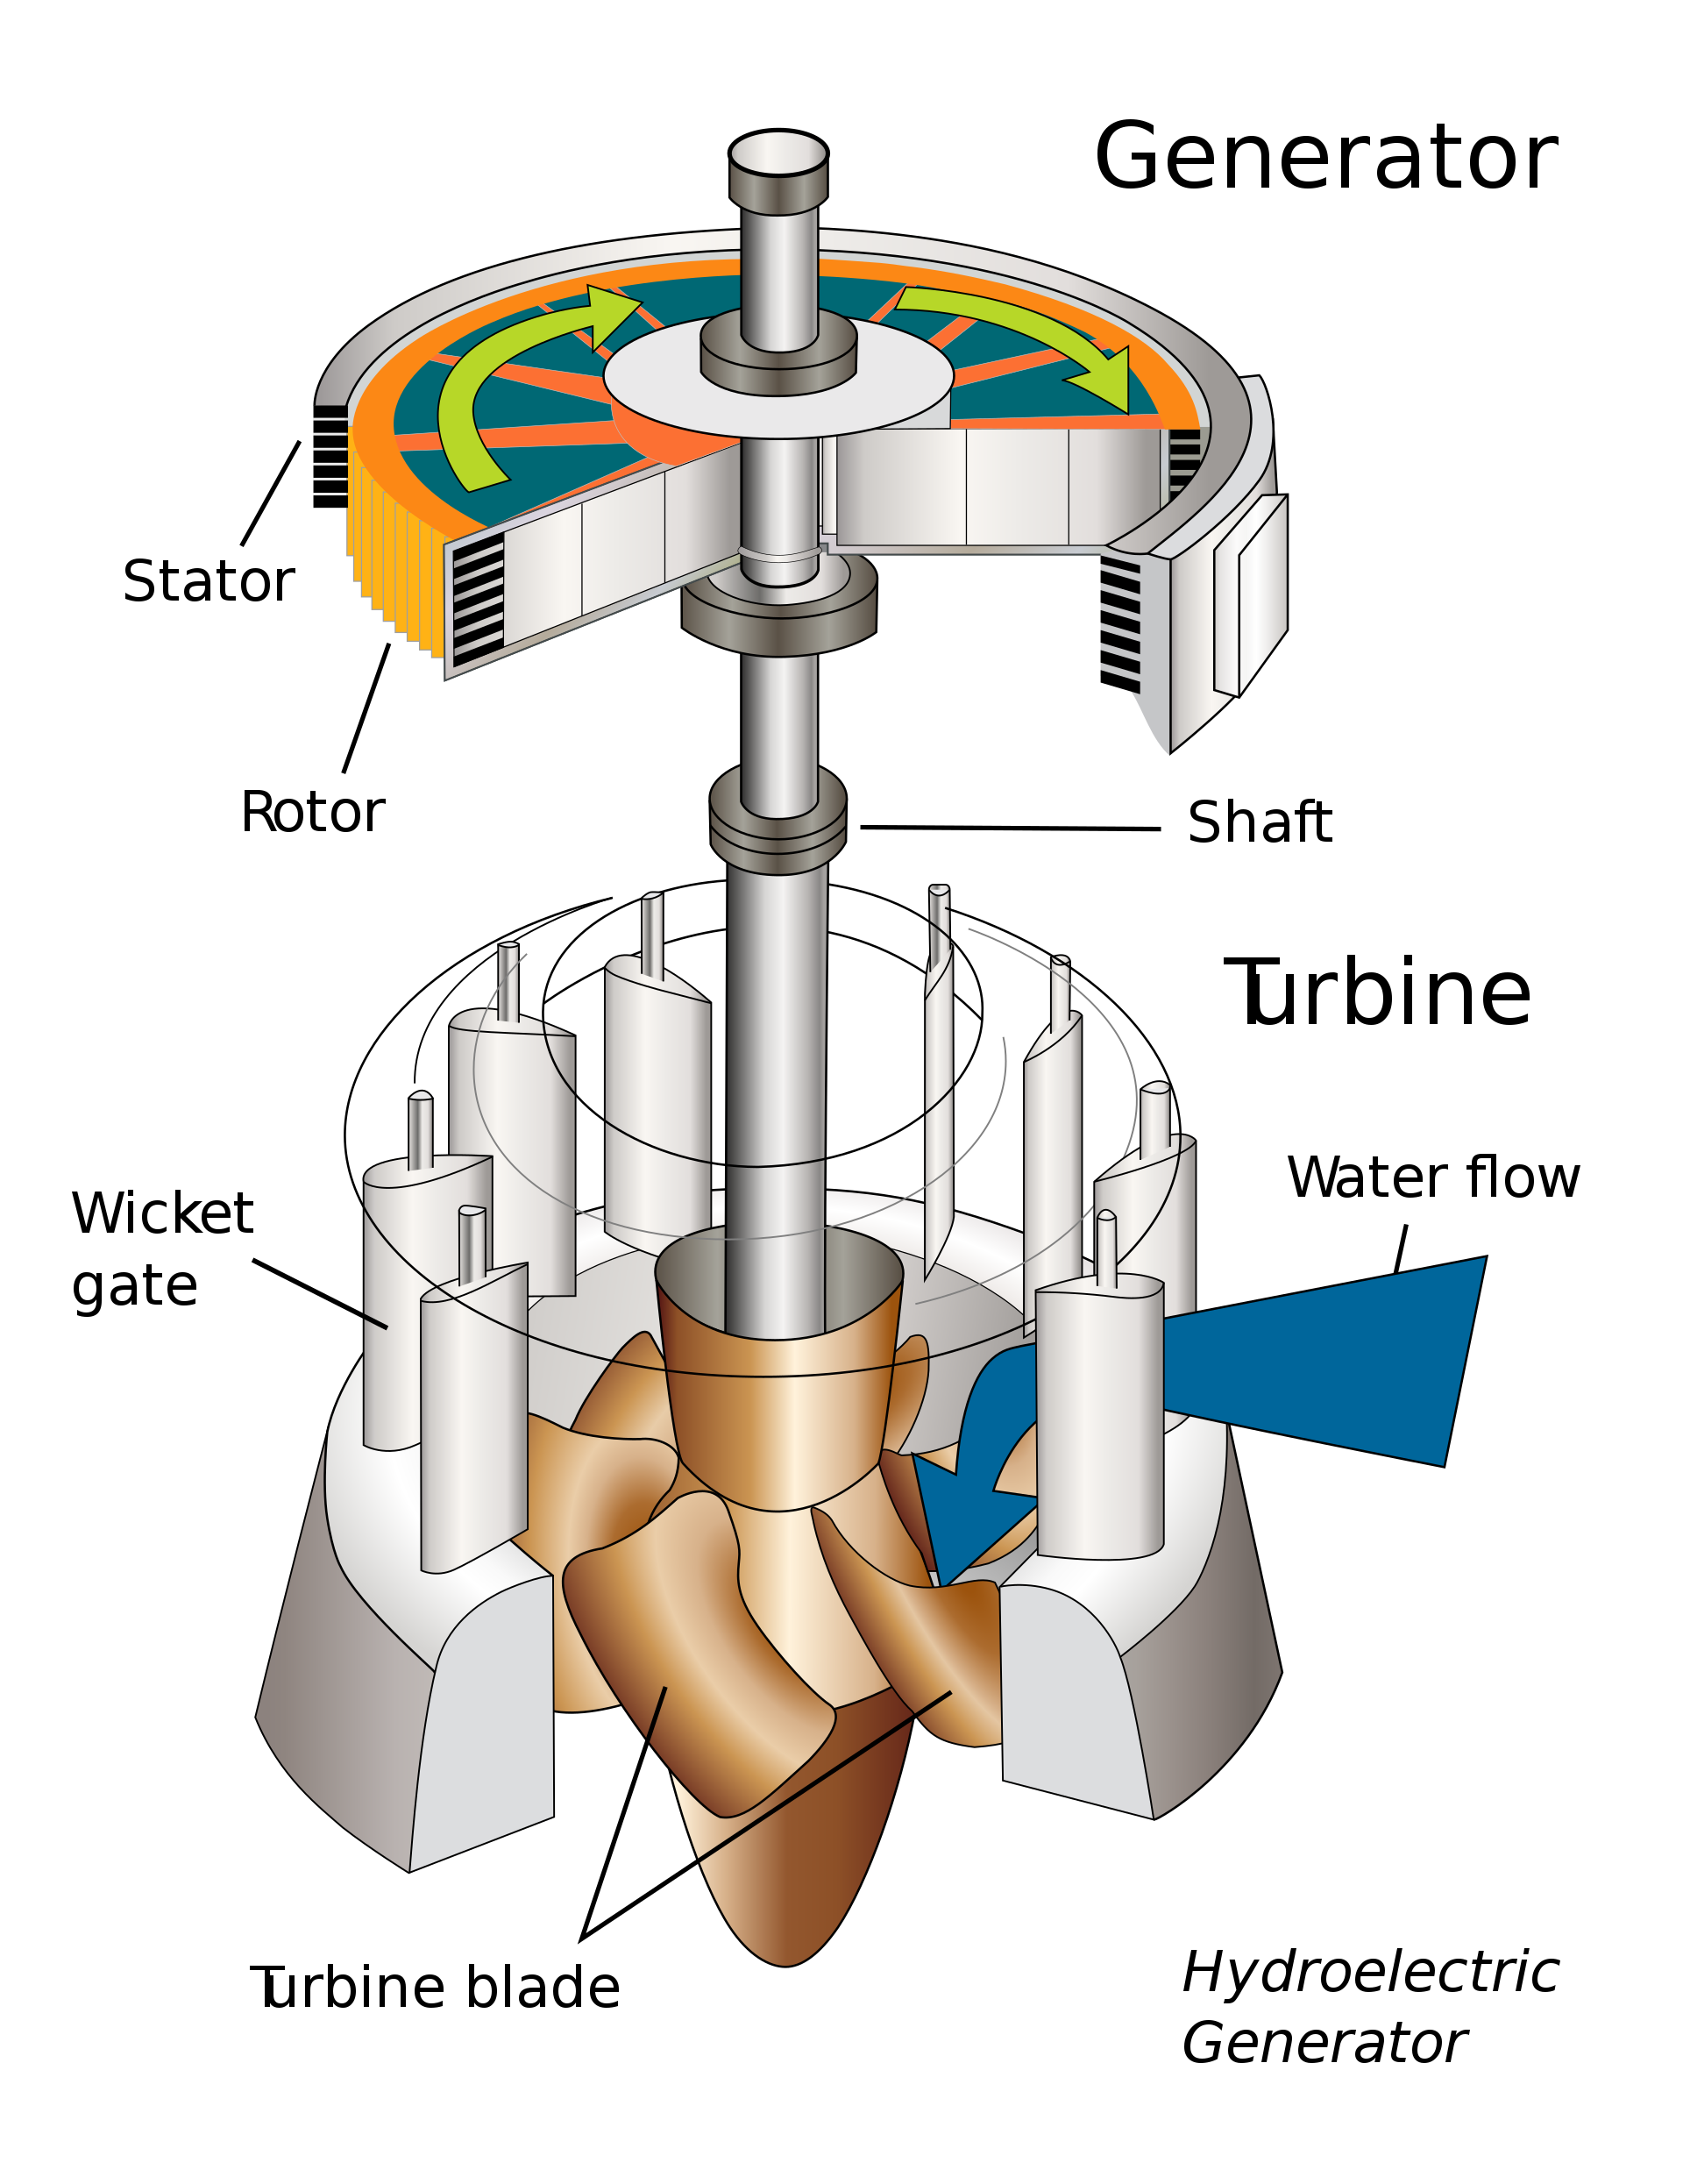 Generator
Stator
Rotor
Shaft
Turbine
Water flow
Wicket
gate
Turbine blade
Hydroelectric
Generator